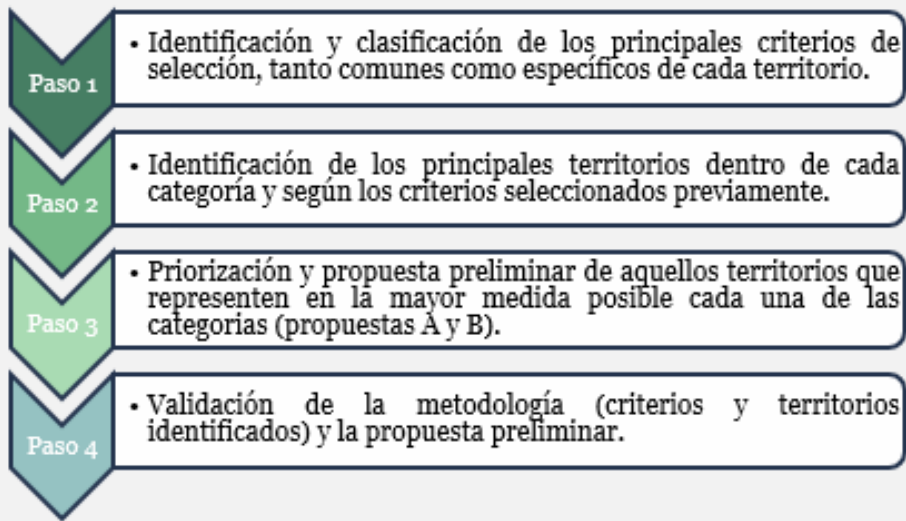 Paso 1
• Identificación y clasificación de los principales criterios de
selección, tanto comunes como específicos de cada territorio.
Paso 2
• Identificación de los principales territorios dentro de cada
categoría y según los criterios seleccionados previamente.
Paso 3
• Priorización y propuesta preliminar de aquellos territorios que
representen en la mayor medida posible cada una de las
categorias (propuestas A y B).
Paso 4
• Validación de la metodología (criterios y territorios
identificados) y la propuesta preliminar.